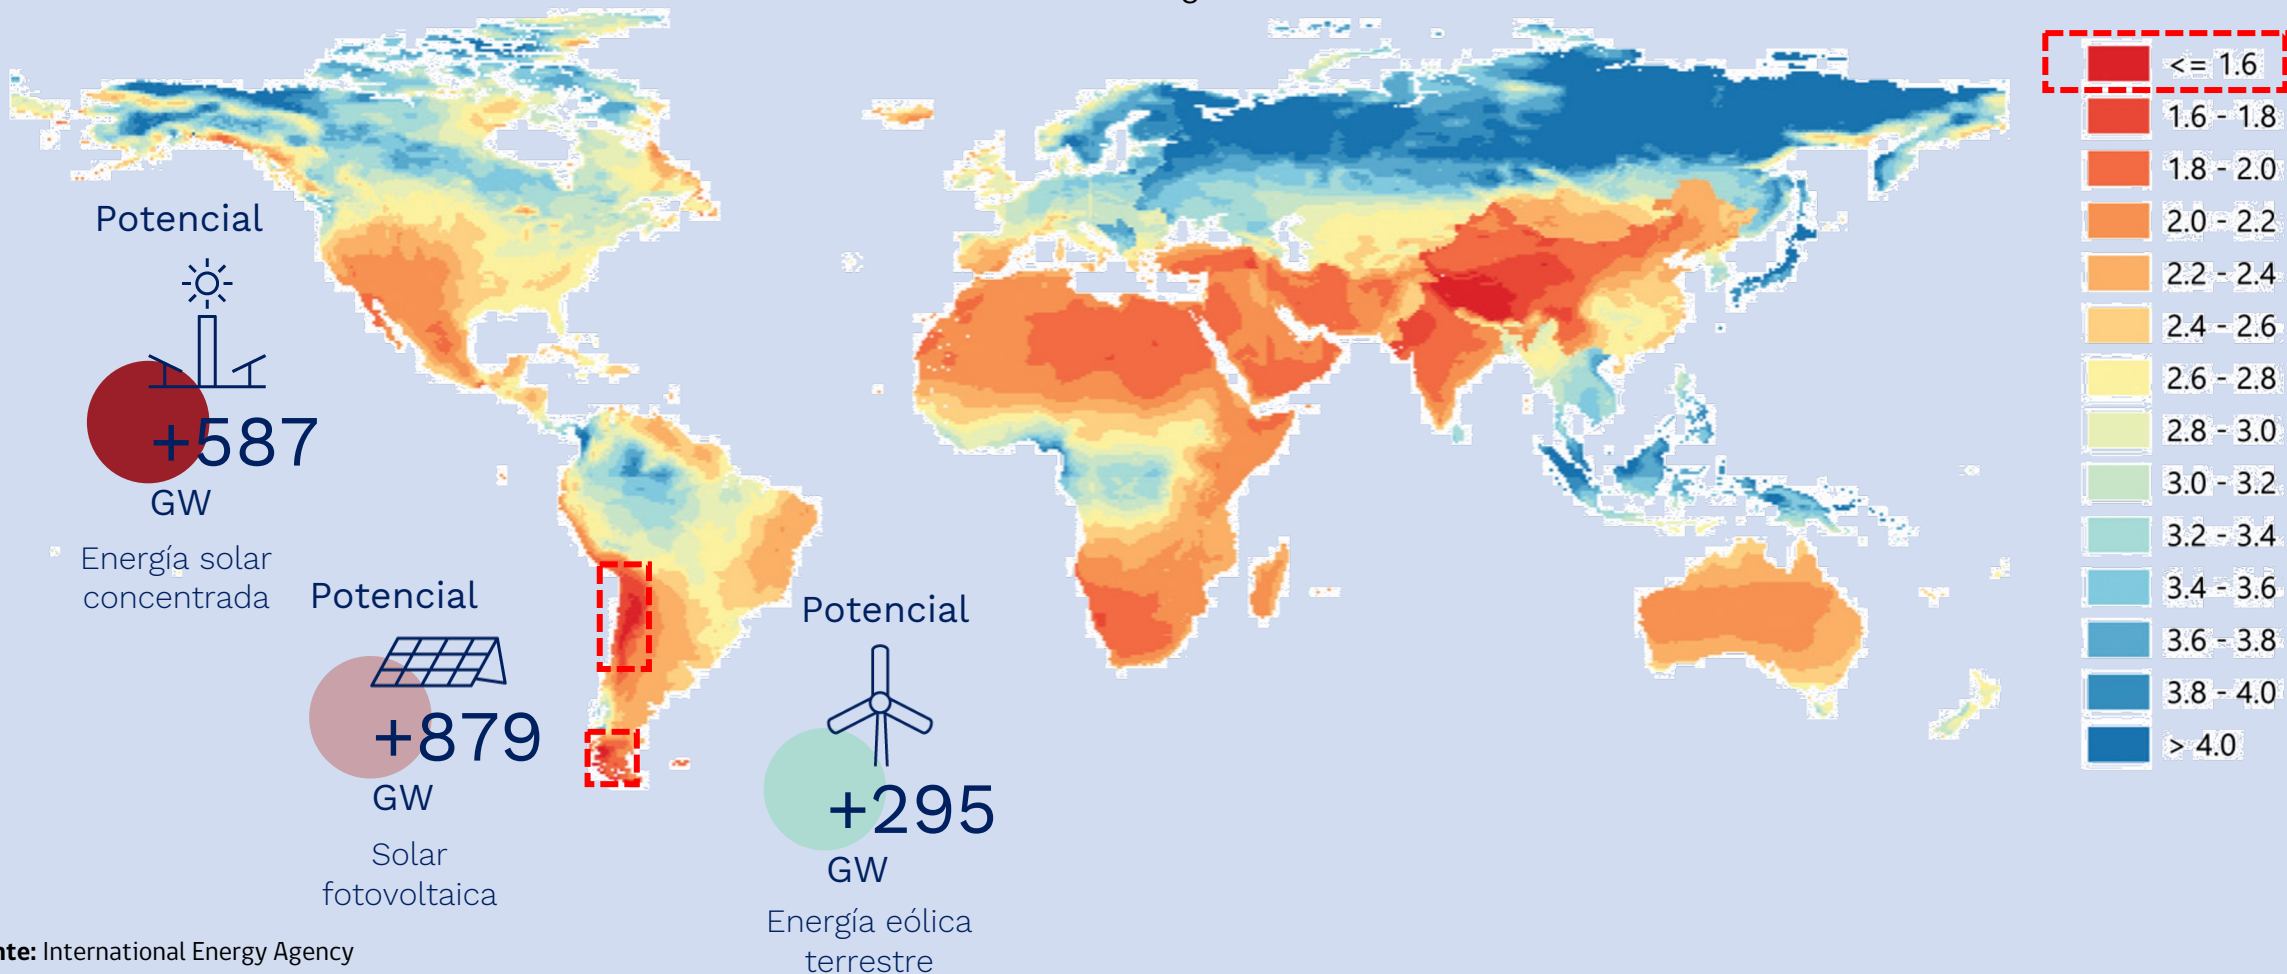 Potencial
+587
GW
Energía solar
concentrada
Potencial
+879
GW
Solar
fotovoltaica
Potencial
+295
GW
Energía eólica
terrestre
<= 1.6
1.6 - 1.8
1.8 - 2.0
2.0 - 2.2
2.2 - 2.4
2.4 - 2.6
2.6 - 2.8
2.8 - 3.0
3.0 - 3.2
3.2 - 3.4
3.4 - 3.6
3.6 - 3.8
3.8 - 4.0
> 4.0
nte: International Energy Agency